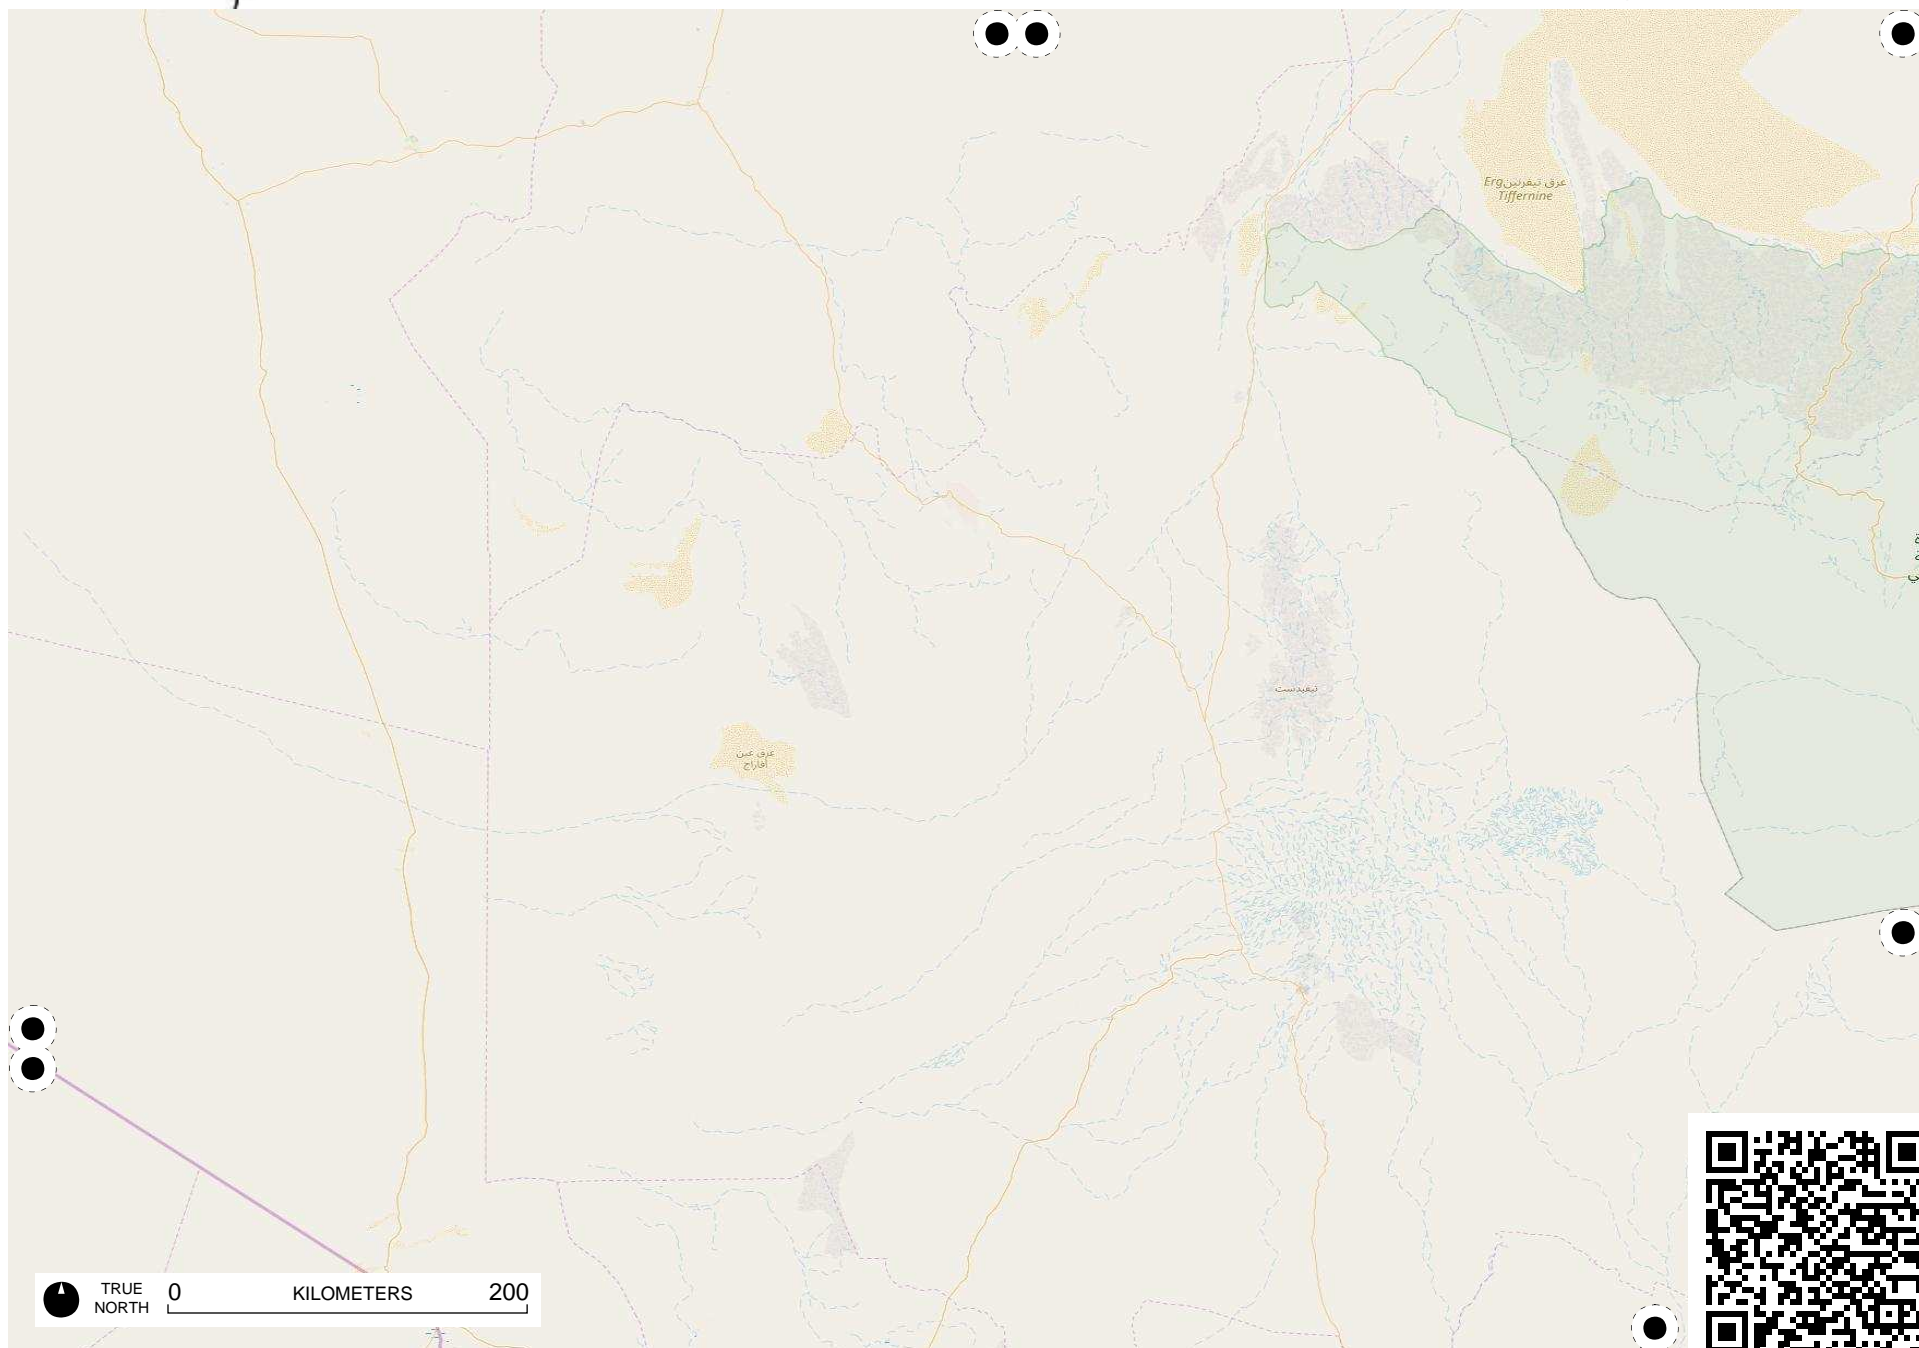 عرق تيفرنين Erg
Tiffernine
تيفيدست
عرق عين
أفاراج
TRUE
NORTH
0 KILOMETERS 200